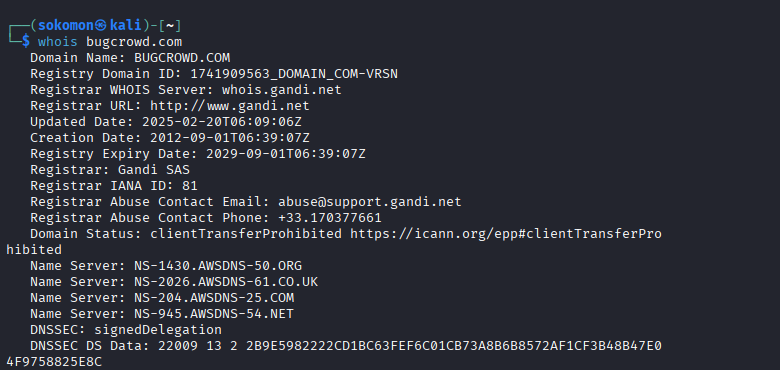 ┌──(sokomon㉿kali)-[~]
└─$ whois bugcrowd.com
Domain Name: BUGCROWD.COM
Registry Domain ID: 1741909563_DOMAIN_COM-VRSN
Registrar WHOIS Server: whois.gandi.net
Registrar URL: http://www.gandi.net
Updated Date: 2025-02-20T06:09:06Z
Creation Date: 2012-09-01T06:39:07Z
Registry Expiry Date: 2029-09-01T06:39:07Z
Registrar: Gandi SAS
Registrar IANA ID: 81
Registrar Abuse Contact Email: abuse@support.gandi.net
Registrar Abuse Contact Phone: +33.170377661
Domain Status: clientTransferProhibited https://icann.org/epp#clientTransferPro
hibited
Name Server: NS-1430.AWSDNS-50.ORG
Name Server: NS-2026.AWSDNS-61.CO.UK
Name Server: NS-204.AWSDNS-25.COM
Name Server: NS-945.AWSDNS-54.NET
DNSSEC: signedDelegation
DNSSEC DS Data: 22009 13 2 2B9E5982222CD1BC63FEF6C01CB73A8B6B8572AF1CF3B48B47E0
4F9758825E8C